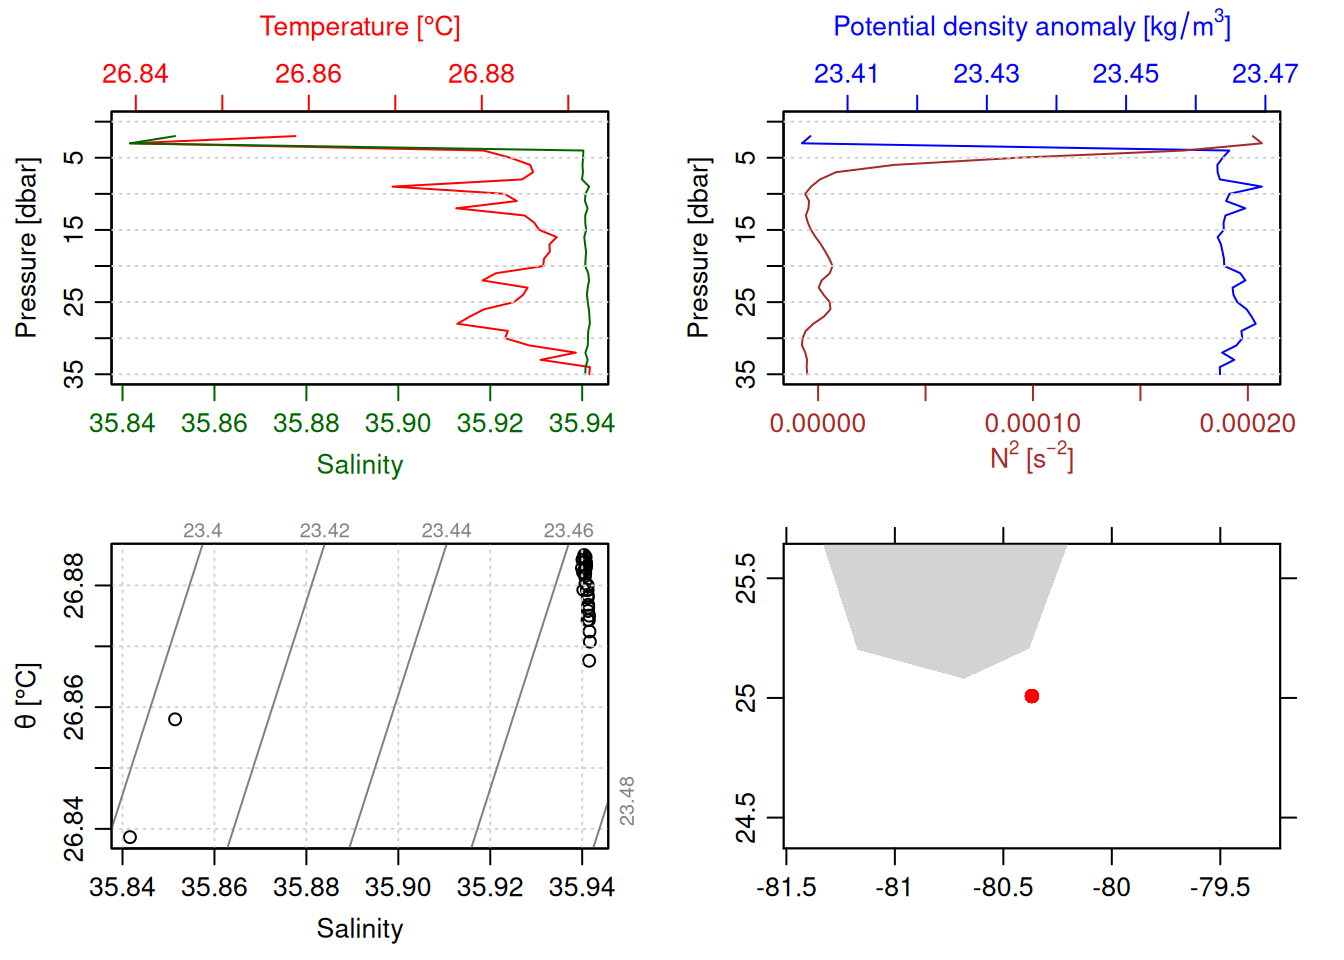 Temperature [°C]
26.84 26.86 26.88
Pressure [dbar]
5 15 25 35
35.84 35.86 35.88 35.90 35.92 35.94
Salinity
Potential density anomaly [kg/m³]
23.41 23.43 23.45 23.47
Pressure [dbar]
5 15 25 35
0.00000 0.00010 0.00020
N² [s⁻²]
23.4 23.42 23.44 23.46
23.48
θ [°C]
26.88 26.86 26.84
35.84 35.86 35.88 35.90 35.92 35.94
Salinity
25.5 25 24.5
-81.5 -81 -80.5 -80 -79.5